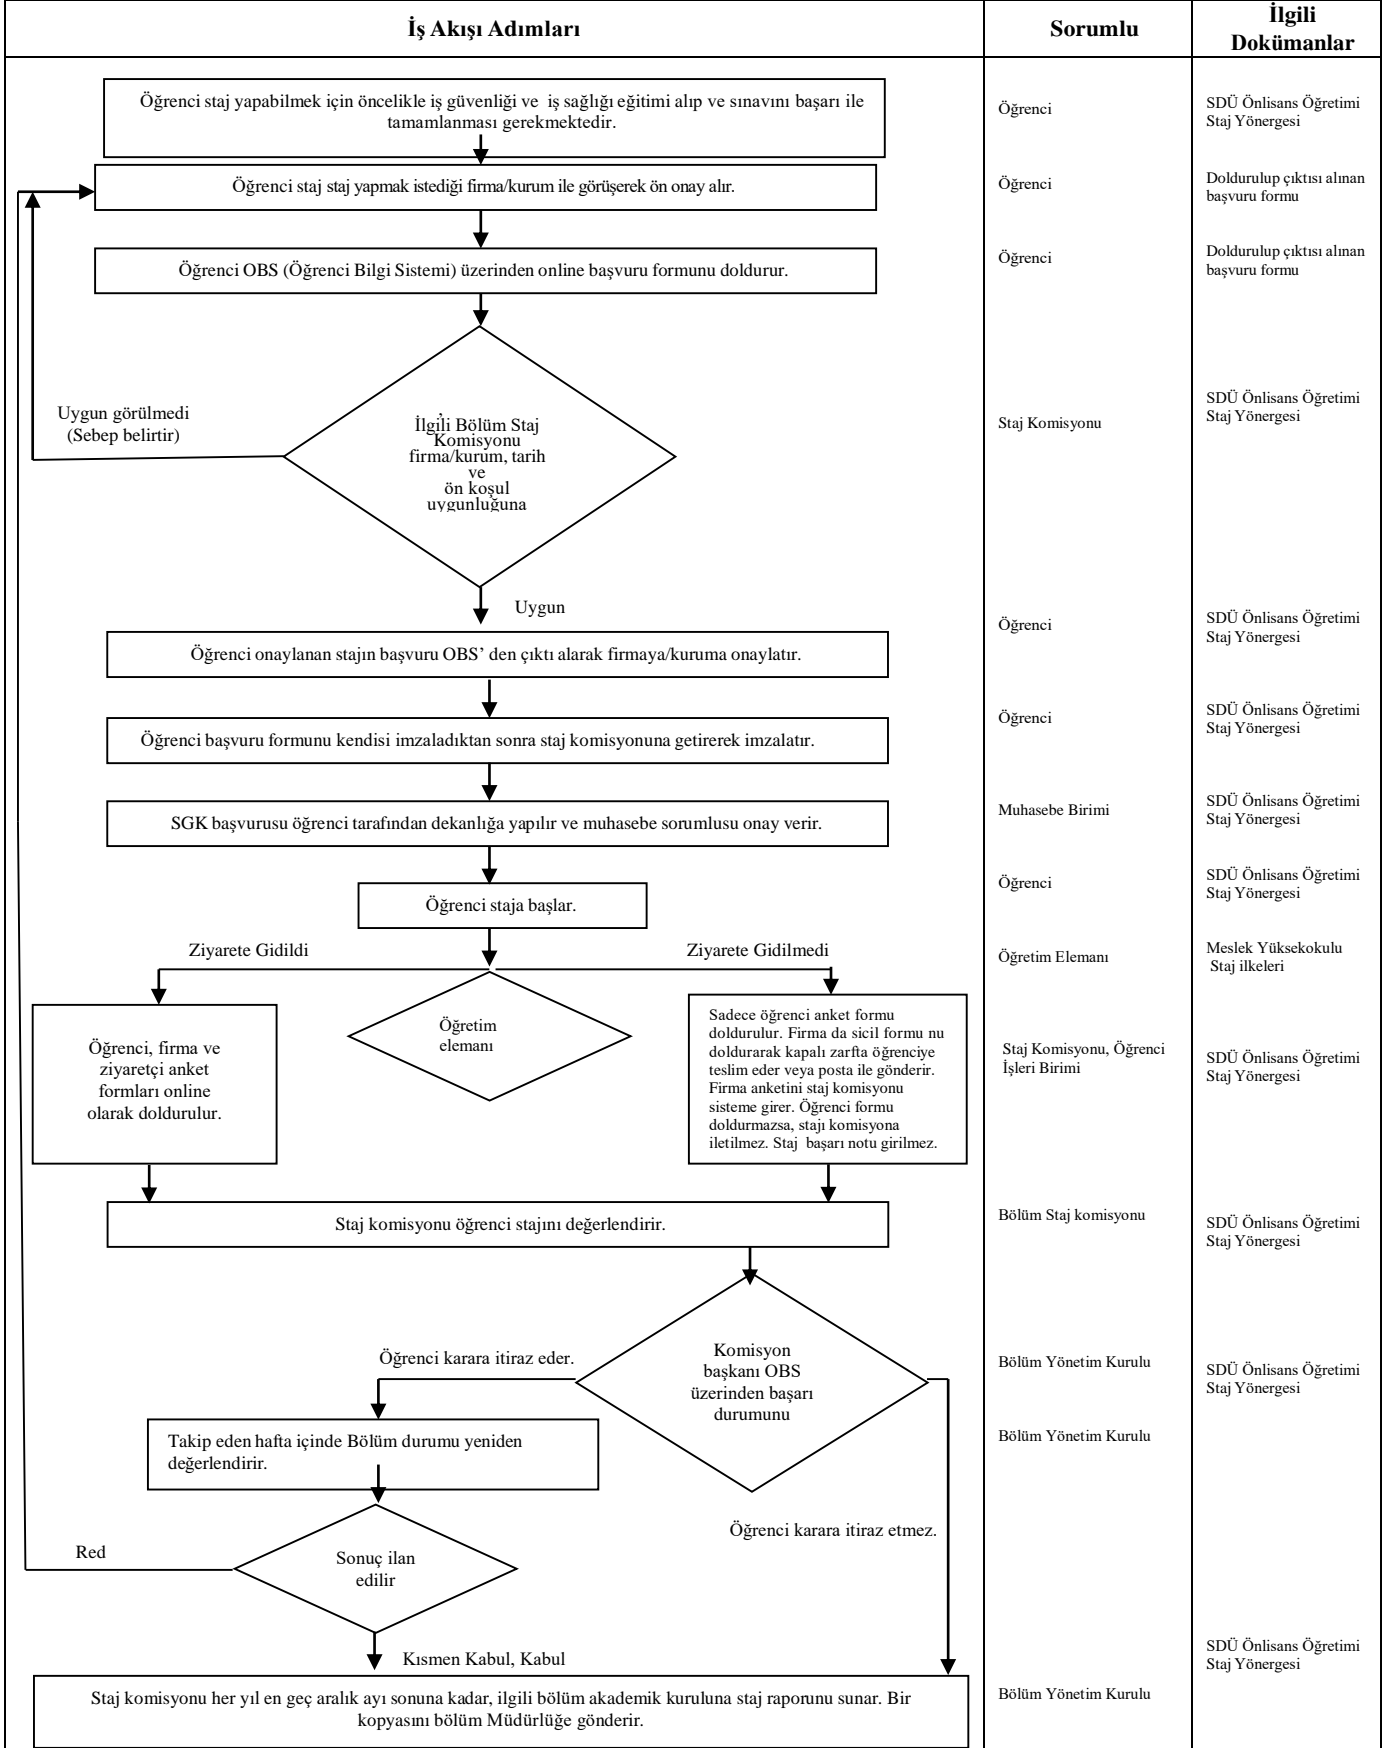 İş Akışı Adımları
Sorumlu
İlgili
Dokümanlar
Öğrenci staj yapabilmek için öncelikle iş güvenliği ve iş sağlığı eğitimi alıp ve sınavını başarı ile
tamamlanması gerekmektedir.
Öğrenci
SDÜ Önlisans Öğretimi
Staj Yönergesi
Öğrenci staj staj yapmak istediği firma/kurum ile görüşerek ön onay alır.
Öğrenci
Doldurulup çıktısı alınan
başvuru formu
Öğrenci OBS (Öğrenci Bilgi Sistemi) üzerinden online başvuru formunu doldurur.
Öğrenci
Doldurulup çıktısı alınan
başvuru formu
Uygun görülmedi
(Sebep belirtir)
İlgili Bölüm Staj
Komisyonu
firma/kurum, tarih
ve
ön koşul
uygunluğuna
Staj Komisyonu
SDÜ Önlisans Öğretimi
Staj Yönergesi
Uygun
Öğrenci onaylanan stajın başvuru OBS’ den çıktı alarak firmaya/kuruma onaylatır.
Öğrenci
SDÜ Önlisans Öğretimi
Staj Yönergesi
Öğrenci başvuru formunu kendisi imzaladıktan sonra staj komisyonuna getirerek imzalatır.
Öğrenci
SDÜ Önlisans Öğretimi
Staj Yönergesi
SGK başvurusu öğrenci tarafından dekanlığa yapılır ve muhasebe sorumlusu onay verir.
Muhasebe Birimi
SDÜ Önlisans Öğretimi
Staj Yönergesi
Öğrenci staja başlar.
Öğrenci
SDÜ Önlisans Öğretimi
Staj Yönergesi
Ziyarete Gidildi
Ziyarete Gidilmedi
Öğretim Elemanı
Meslek Yüksekokulu
Staj ilkeleri
Öğretim
elemanı
Öğrenci, firma ve
ziyaretçi anket
formları online
olarak doldurulur.
Sadece öğrenci anket formu
doldurulur. Firma da sicil formu nu
doldurarak kapalı zarfta öğrenciye
teslim eder veya posta ile gönderir.
Firma anketini staj komisyonu
sisteme girer. Öğrenci formu
doldurmazsa, stajı komisyona
iletilmez. Staj başarı notu girilmez.
Staj Komisyonu, Öğrenci
İşleri Birimi
SDÜ Önlisans Öğretimi
Staj Yönergesi
Staj komisyonu öğrenci stajını değerlendirir.
Bölüm Staj komisyonu
SDÜ Önlisans Öğretimi
Staj Yönergesi
Öğrenci karara itiraz eder.
Komisyon
başkanı OBS
üzerinden başarı
durumunu
Bölüm Yönetim Kurulu
SDÜ Önlisans Öğretimi
Staj Yönergesi
Takip eden hafta içinde Bölüm durumu yeniden
değerlendirir.
Bölüm Yönetim Kurulu
Öğrenci karara itiraz etmez.
Red
Sonuç ilan
edilir
Kısmen Kabul, Kabul
SDÜ Önlisans Öğretimi
Staj Yönergesi
Staj komisyonu her yıl en geç aralık ayı sonuna kadar, ilgili bölüm akademik kuruluna staj raporunu sunar. Bir
kopyasını bölüm Müdürlüğe gönderir.
Bölüm Yönetim Kurulu